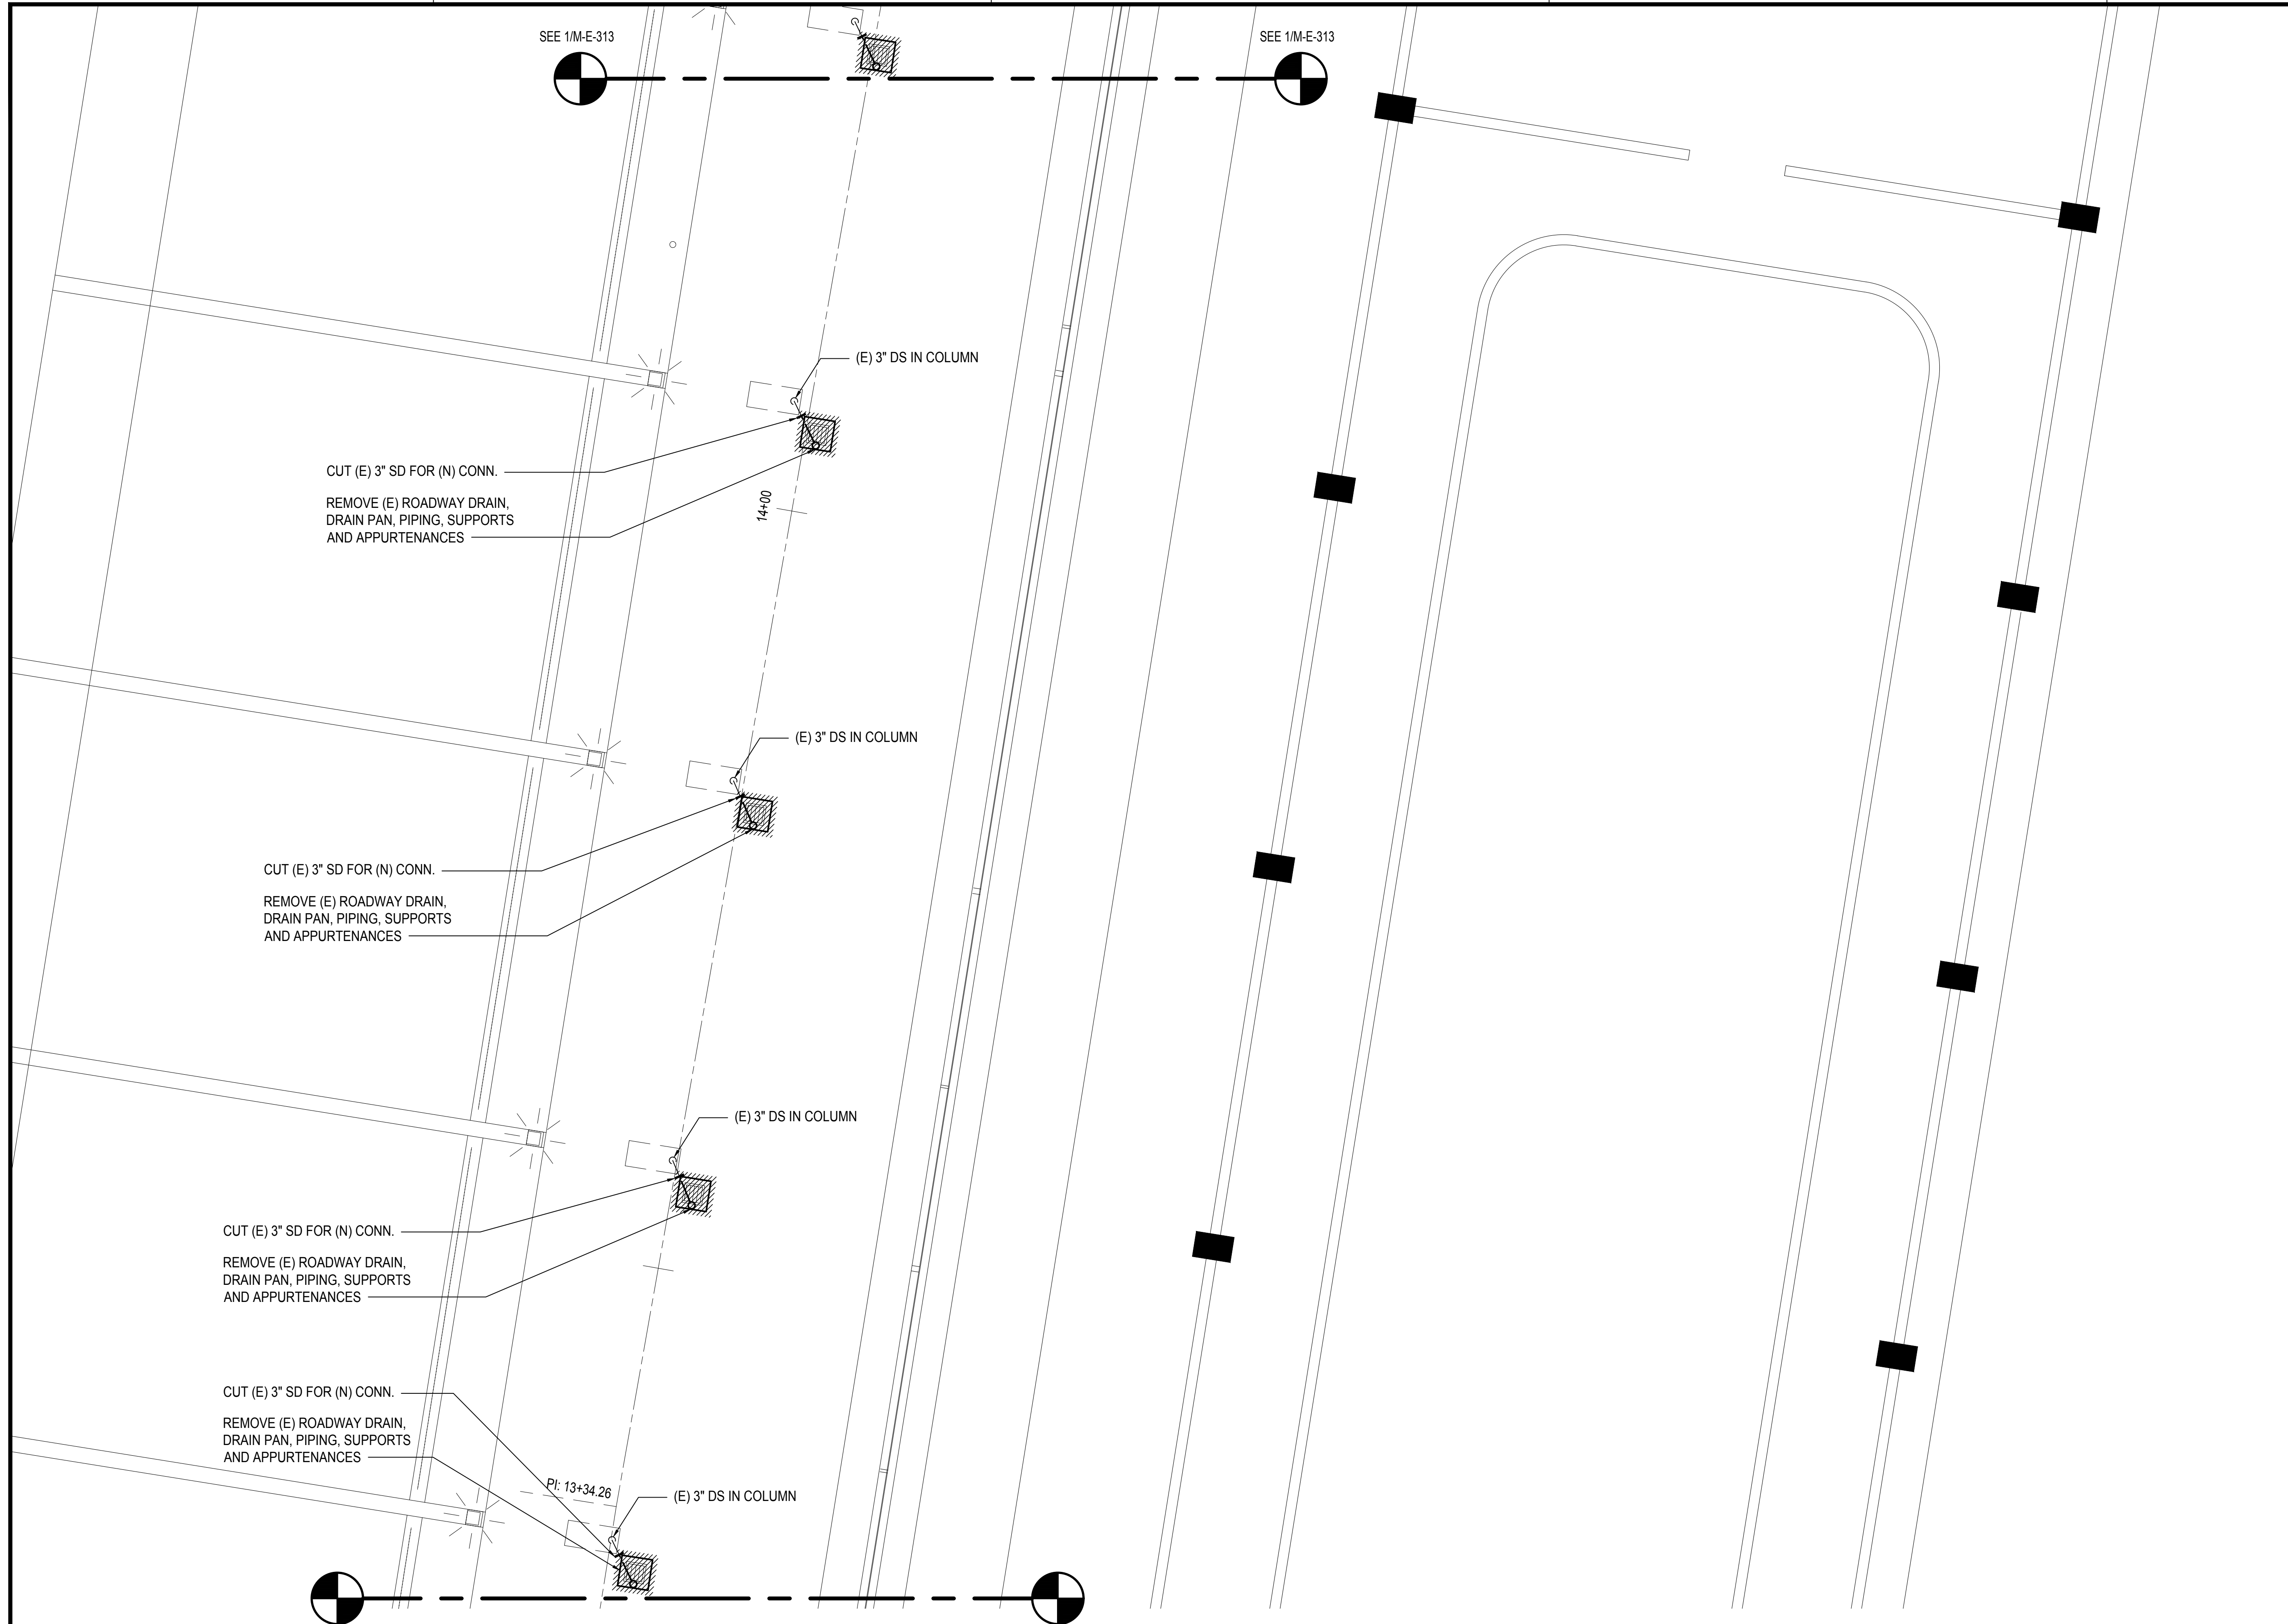 SEE 1/M-E-313
SEE 1/M-E-313
(E) 3" DS IN COLUMN
CUT (E) 3" SD FOR (N) CONN.
REMOVE (E) ROADWAY DRAIN,
DRAIN PAN, PIPING, SUPPORTS
AND APPURTENANCES
14+00
(E) 3" DS IN COLUMN
CUT (E) 3" SD FOR (N) CONN.
REMOVE (E) ROADWAY DRAIN,
DRAIN PAN, PIPING, SUPPORTS
AND APPURTENANCES
(E) 3" DS IN COLUMN
CUT (E) 3" SD FOR (N) CONN.
REMOVE (E) ROADWAY DRAIN,
DRAIN PAN, PIPING, SUPPORTS
AND APPURTENANCES
CUT (E) 3" SD FOR (N) CONN.
REMOVE (E) ROADWAY DRAIN,
DRAIN PAN, PIPING, SUPPORTS
AND APPURTENANCES
PI: 13+34.26
(E) 3" DS IN COLUMN